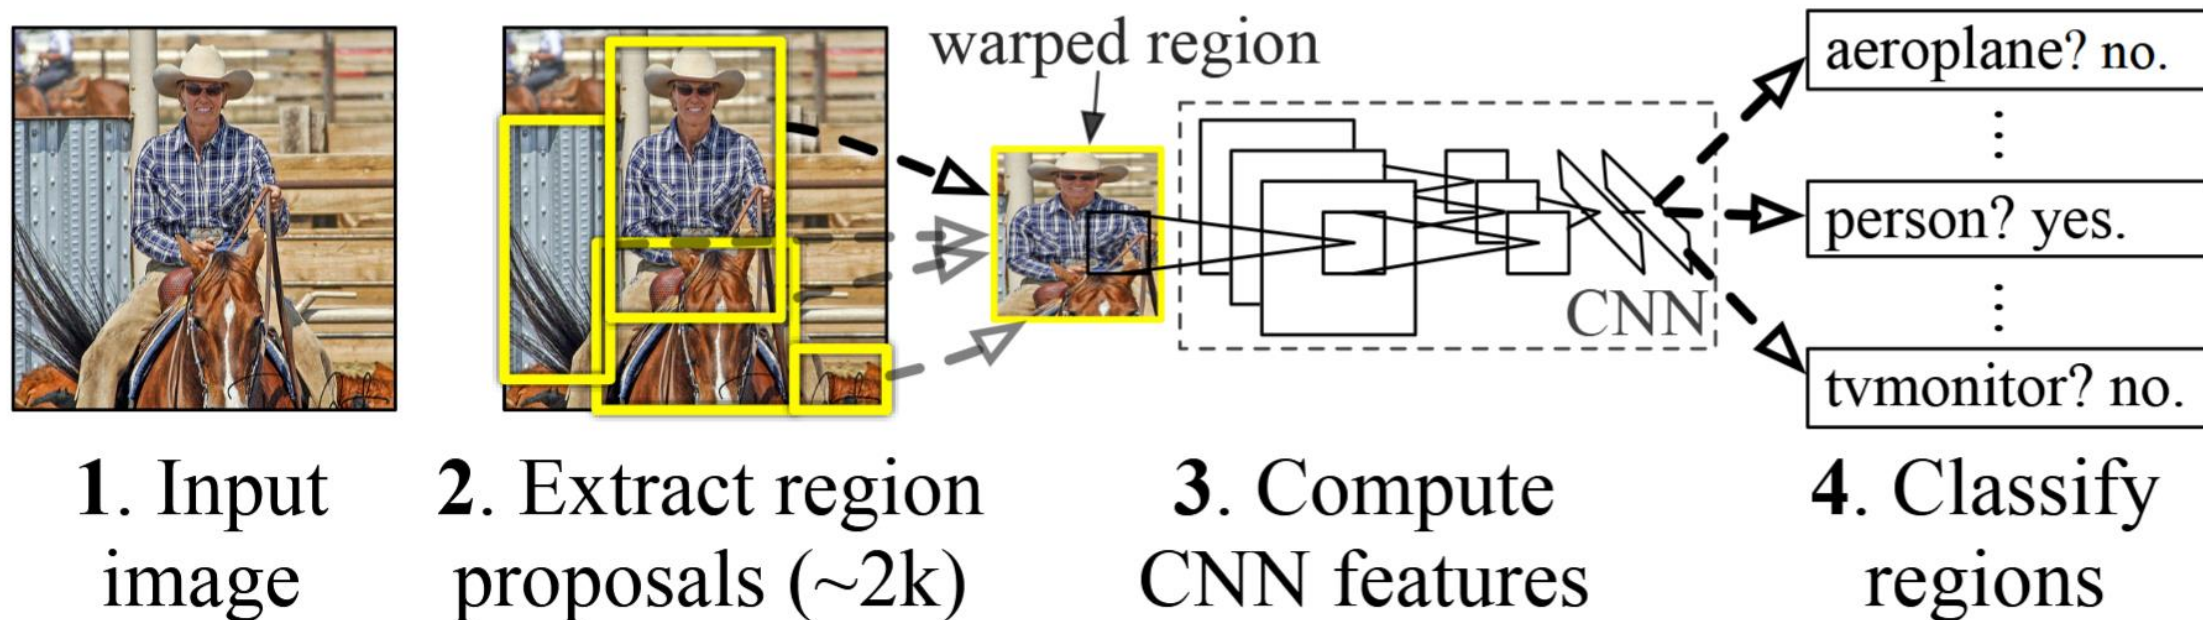 warped region
aeroplane? no.
⋮
person? yes.
⋮
tvmonitor? no.
CNN
1. Input
image
2. Extract region
proposals (~2k)
3. Compute
CNN features
4. Classify
regions